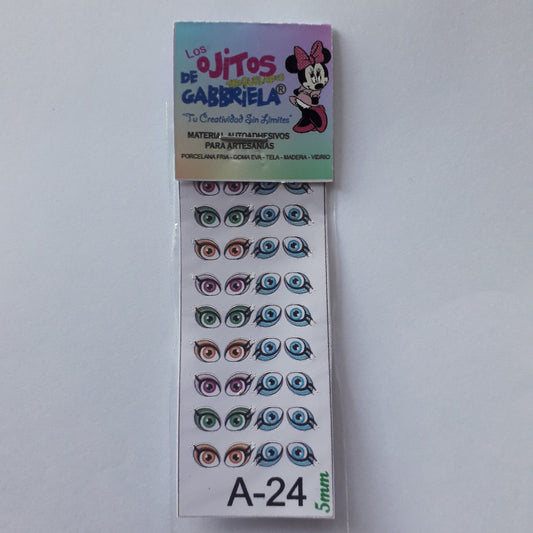 Los
OJiTOS
DE
GABBRIELA®
"Tu Creatividad Sin Limites"
MATERIAL AUTOADHESIVOS
PARA ARTESANIAS
PORCELANA FRIA - GOMA EVA - TELA - MADERA - VIDRIO
A-24
5mm